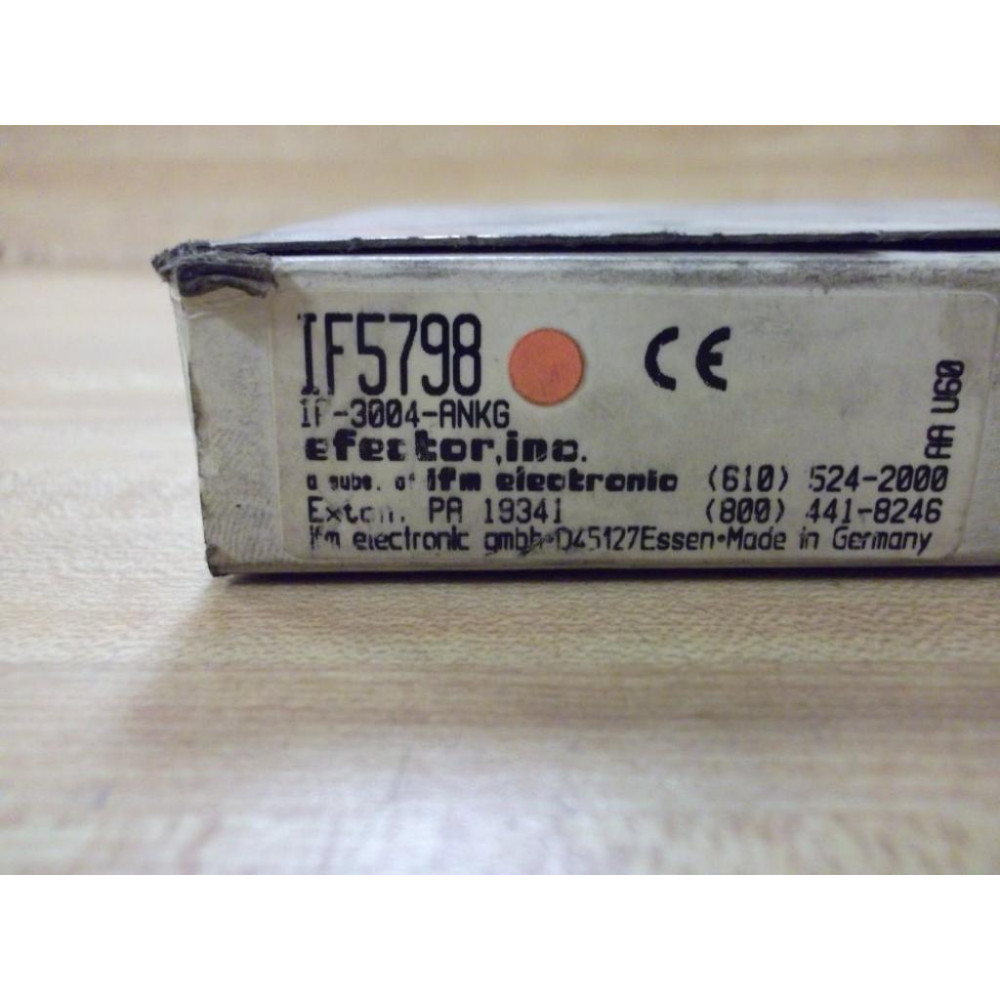 IF5798 CE
IF-3004-ANKG
efector,inc.
a subs. of ifm electronic (610) 524-2000
Exton, PA 19341 (800) 441-8246
ifm electronic gmbh•D45127Essen•Made in Germany
AA U60